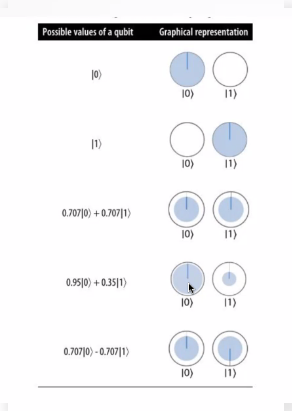 Possible values of a qubit Graphical representation
|0⟩
|0⟩ |1⟩
|1⟩
|0⟩ |1⟩
0.707|0⟩ + 0.707|1⟩
|0⟩ |1⟩
0.95|0⟩ + 0.35|1⟩
|0⟩ |1⟩
0.707|0⟩ - 0.707|1⟩
|0⟩ |1⟩